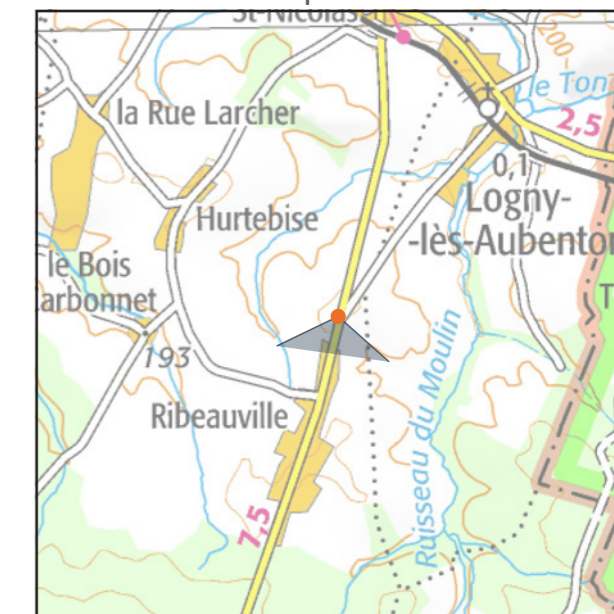 St-Nicolas
200
le Ton
la Rue Larcher
2,5
0,1
Logny-
-lès-Aubenton
Hurtebise
le Bois
arbonnet
T
193
Ribeauville
Ruisseau du Moulin
7,5